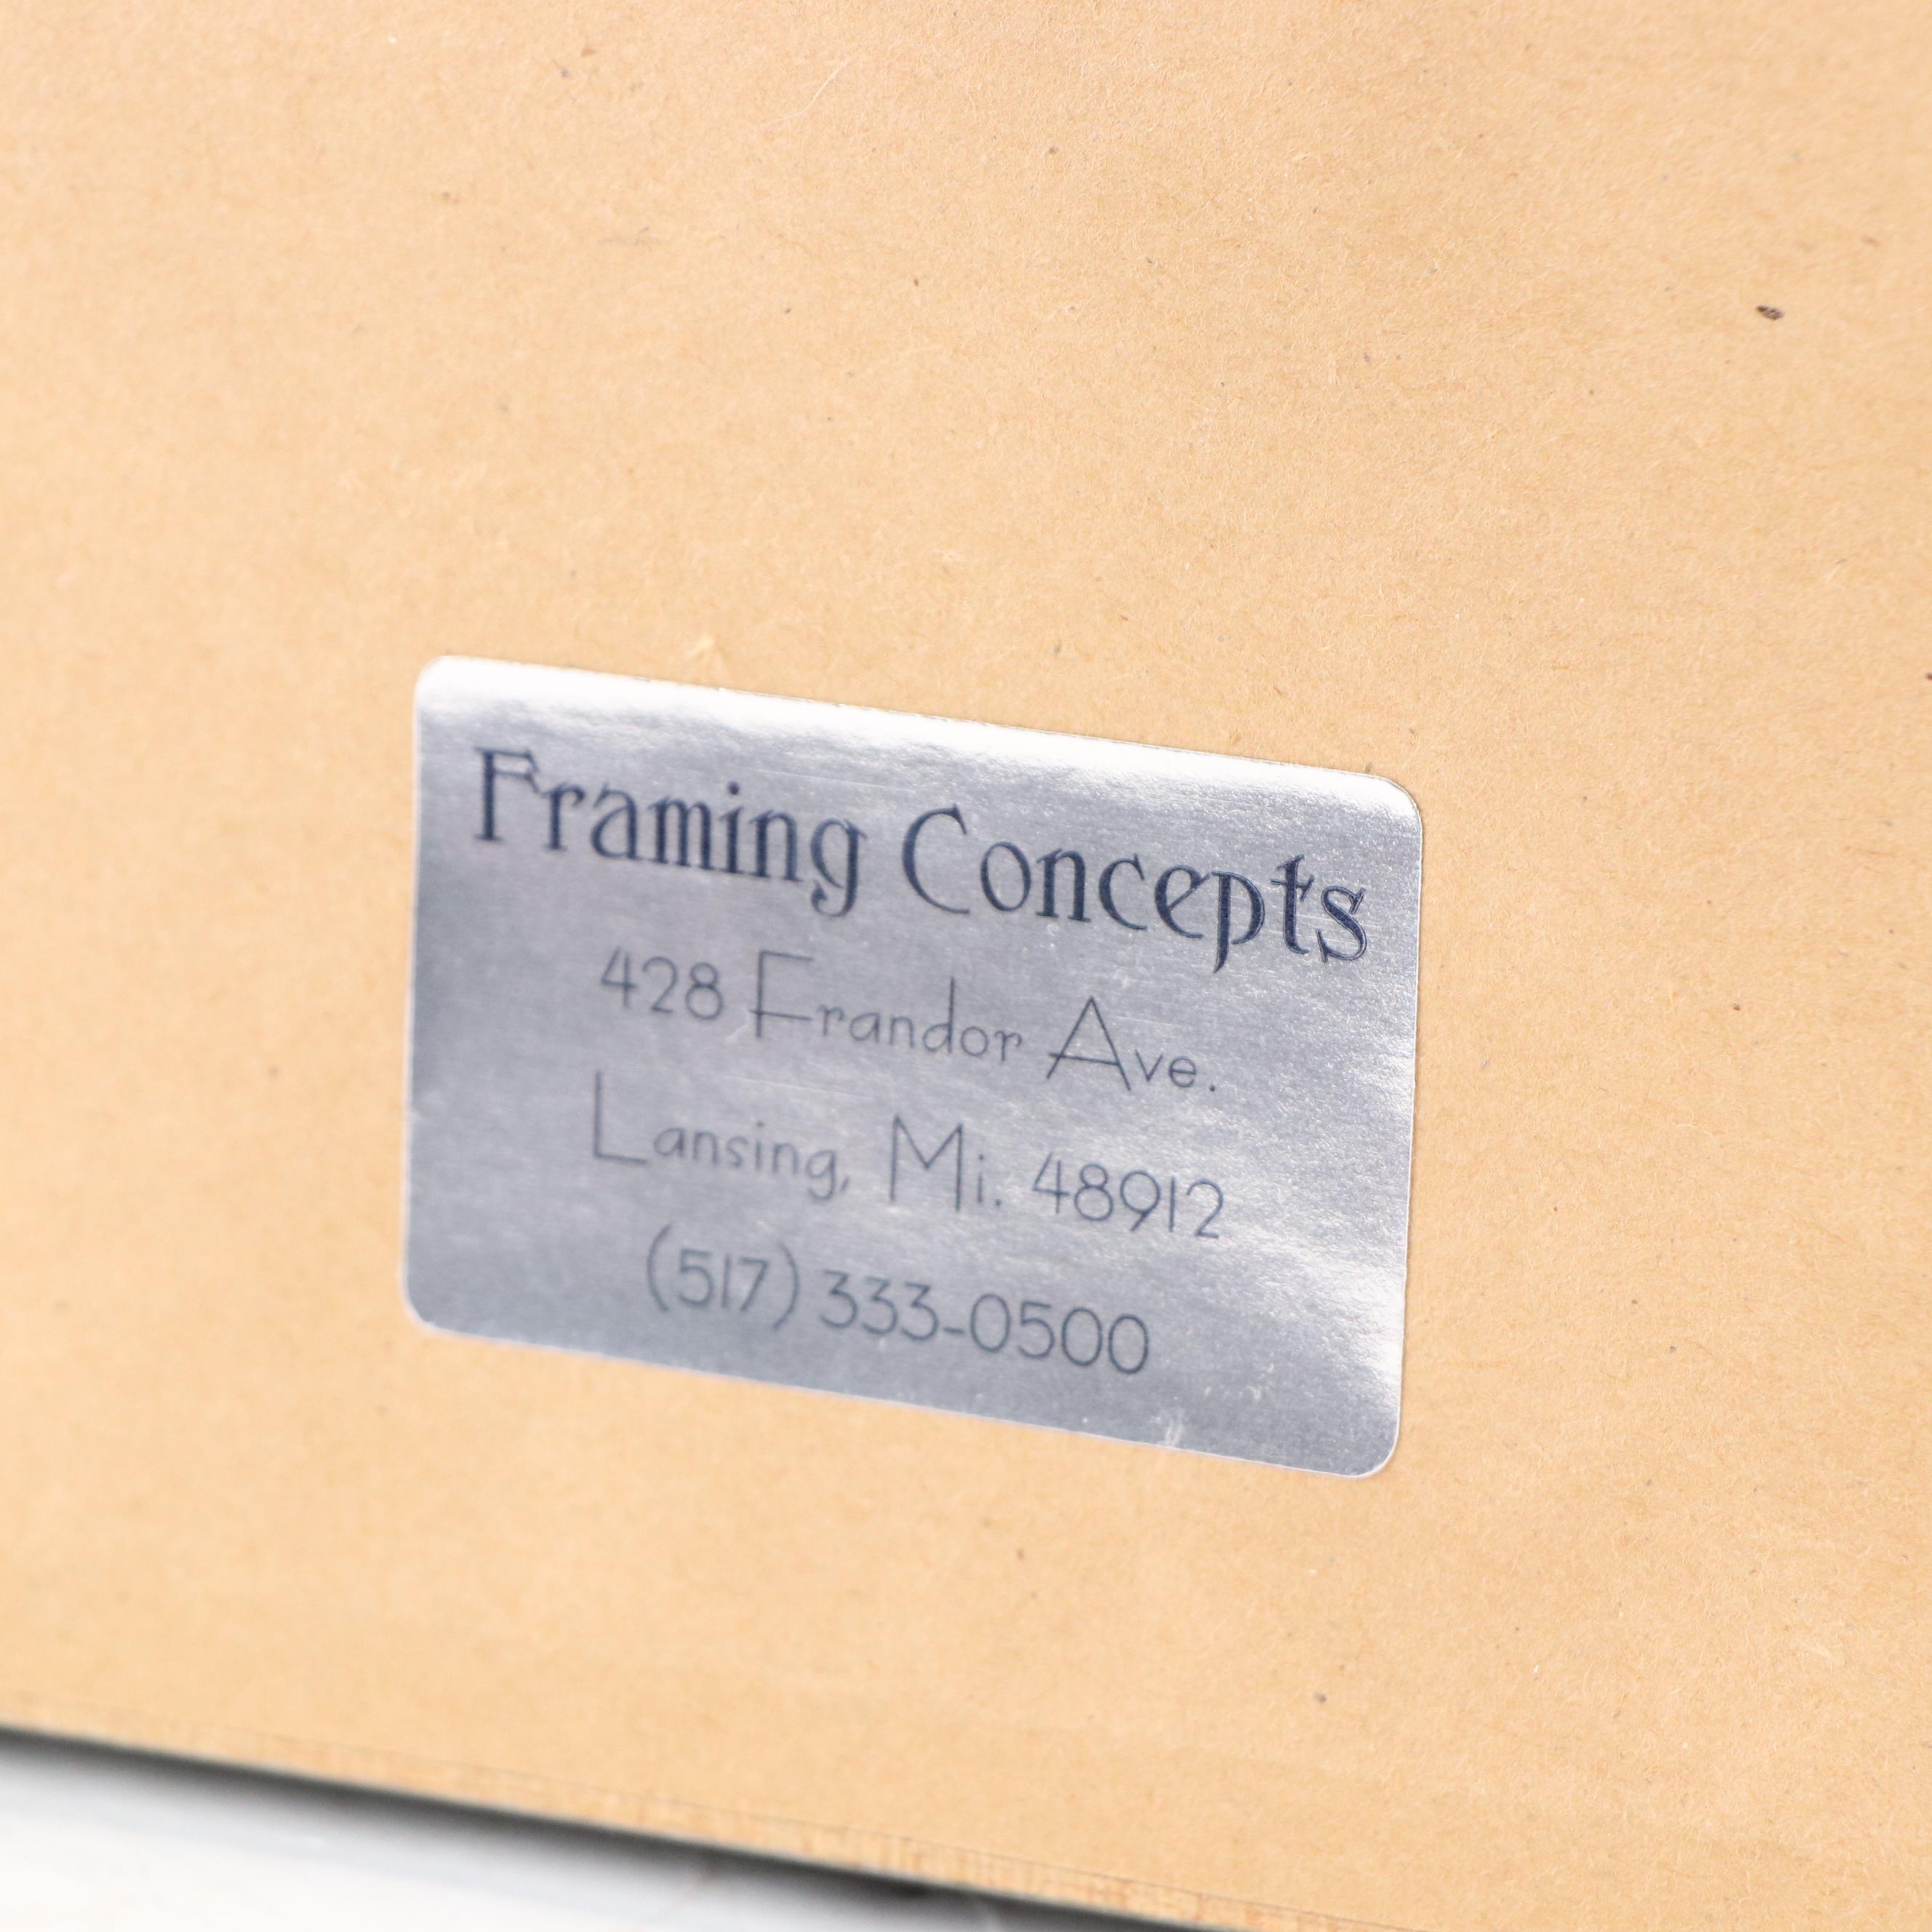 Framing Concepts
428 Frandor Ave.
Lansing, Mi. 48912
(517) 333-0500